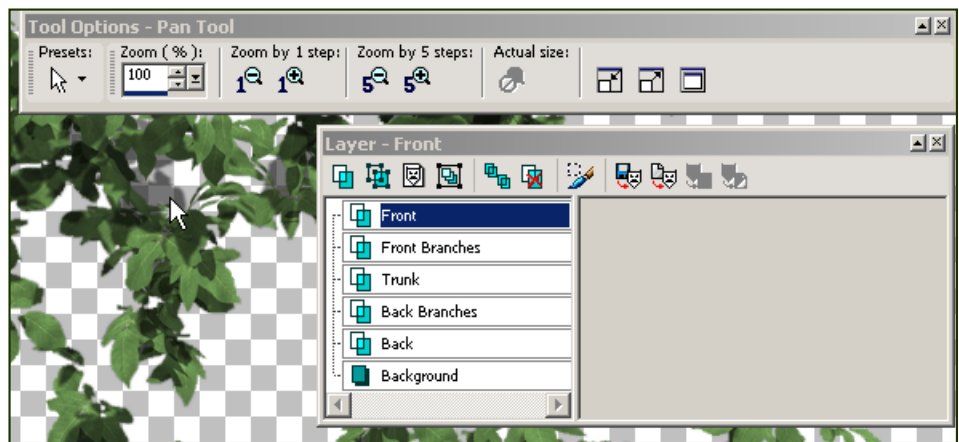 Tool Options - Pan Tool
Presets: Zoom ( % ): Zoom by 1 step: Zoom by 5 steps: Actual size:
100 1 1 5 5
Layer - Front
Front
Front Branches
Trunk
Back Branches
Back
Background